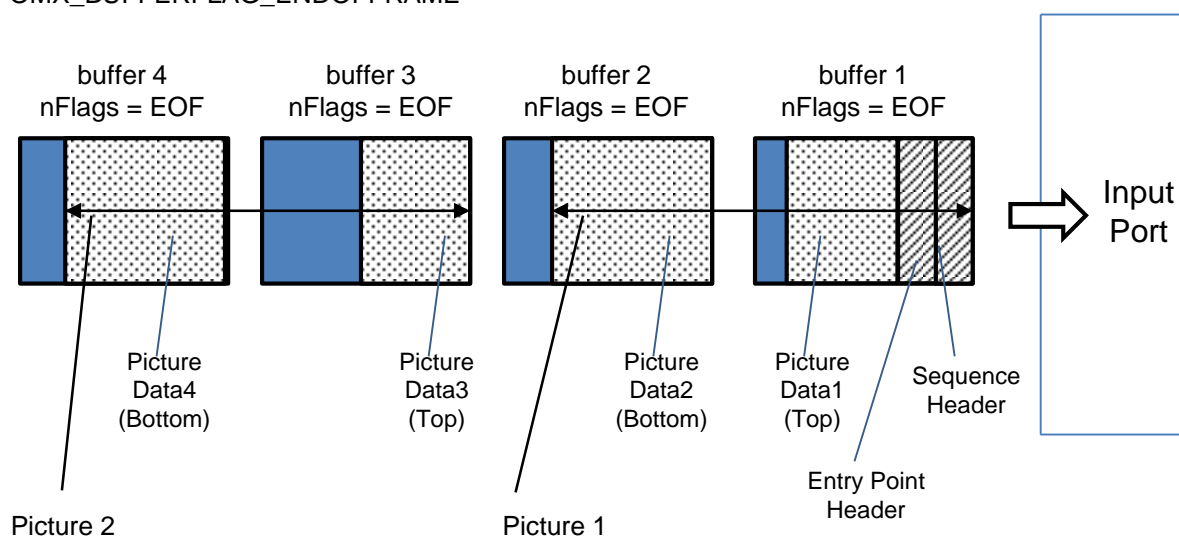 OMX_BUFFERFLAG_ENDOFFRAME
buffer 4
nFlags = EOF
buffer 3
nFlags = EOF
buffer 2
nFlags = EOF
buffer 1
nFlags = EOF
Input
Port
Picture
Data4
(Bottom)
Picture
Data3
(Top)
Picture
Data2
(Bottom)
Picture
Data1
(Top)
Sequence
Header
Entry Point
Header
Picture 2
Picture 1